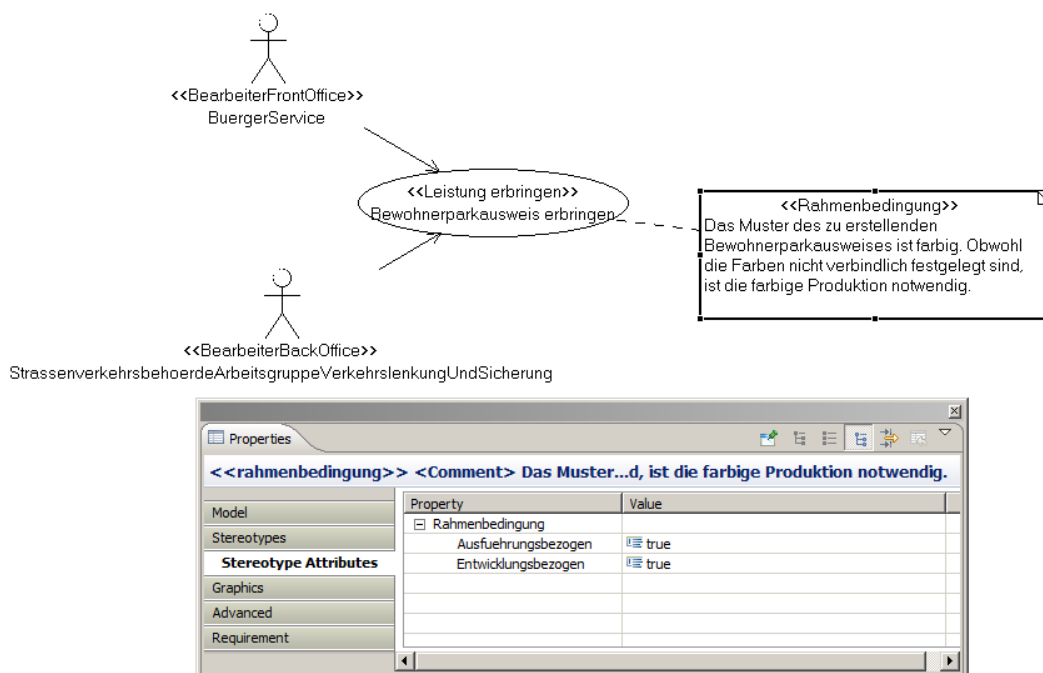 <<BearbeiterFrontOffice>>
BuergerService
<<Leistung erbringen>>
Bewohnerparkausweis erbringen
<<Rahmenbedingung>>
Das Muster des zu erstellenden
Bewohnerparkausweises ist farbig. Obwohl
die Farben nicht verbindlich festgelegt sind,
ist die farbige Produktion notwendig.
<<BearbeiterBackOffice>>
StrassenverkehrsbehoerdeArbeitsgruppeVerkehrslenkungUndSicherung
Properties
<<rahmenbedingung>> <Comment> Das Muster...d, ist die farbige Produktion notwendig.
Model
Stereotypes
Stereotype Attributes
Graphics
Advanced
Requirement
Property Value
Rahmenbedingung
Ausfuehrungsbezogen true
Entwicklungsbezogen true